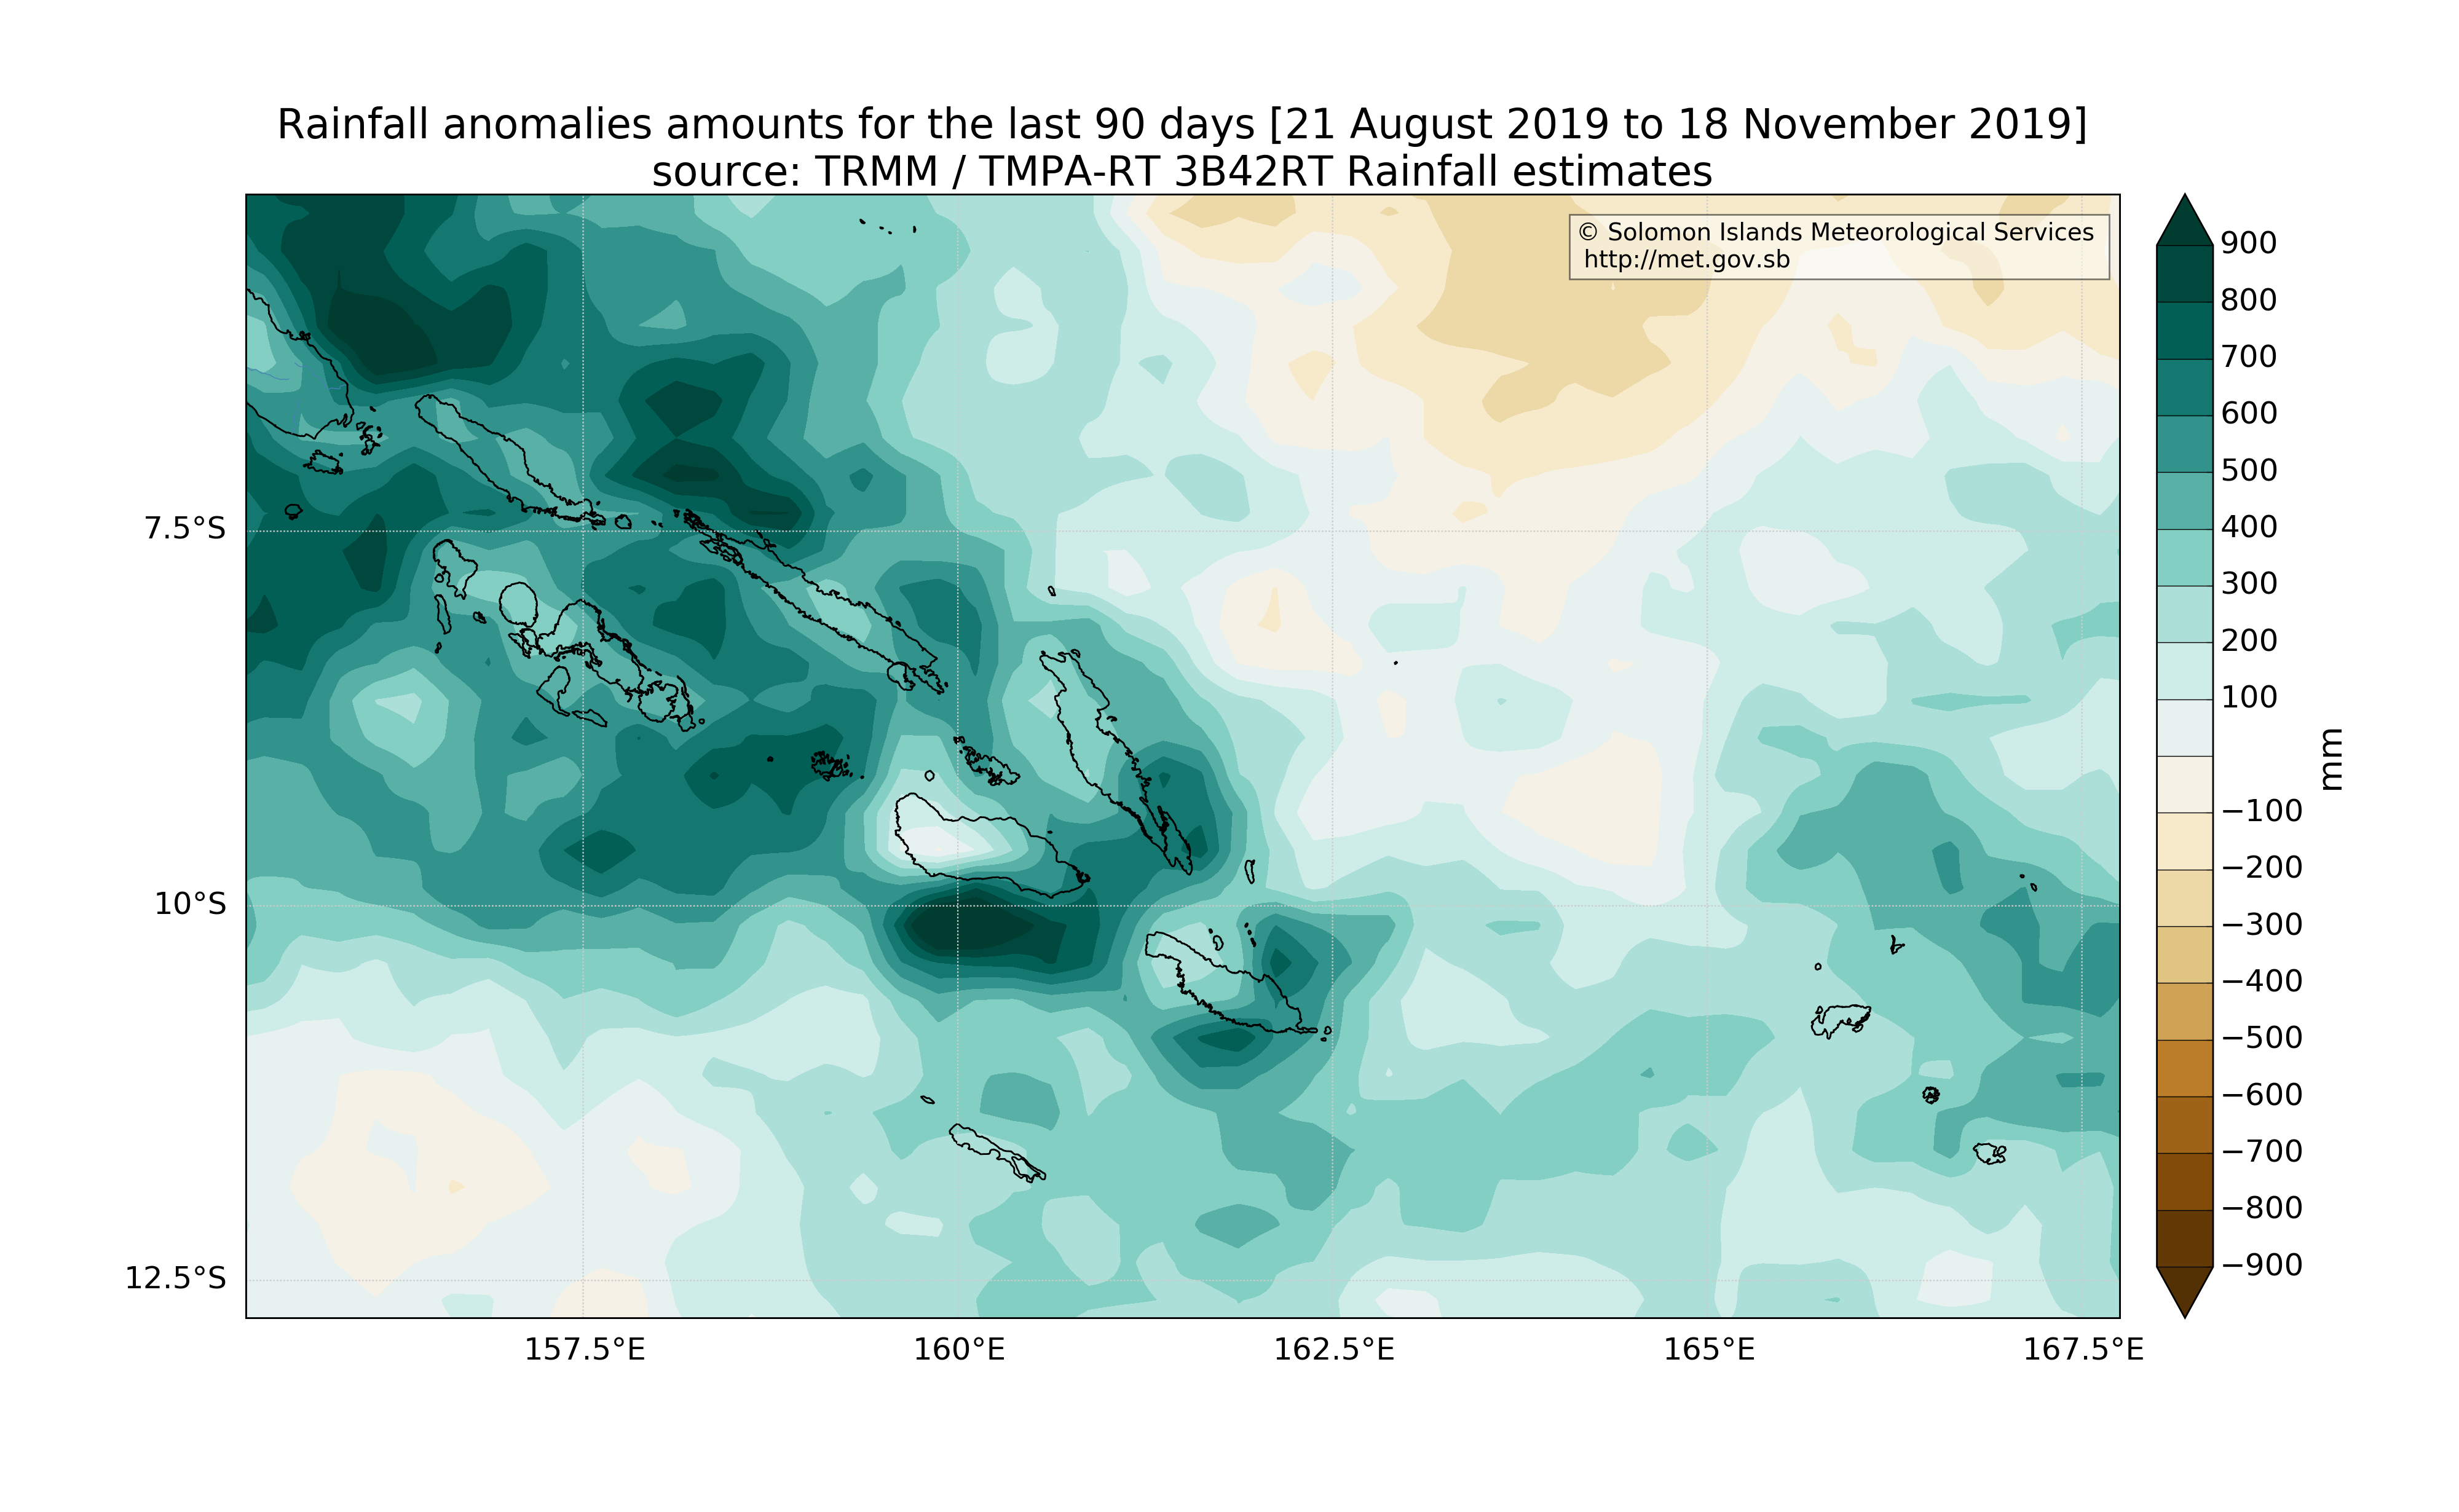 Rainfall anomalies amounts for the last 90 days [21 August 2019 to 18 November 2019]
source: TRMM / TMPA-RT 3B42RT Rainfall estimates
© Solomon Islands Meteorological Services
http://met.gov.sb
7.5°S
10°S
12.5°S
157.5°E
160°E
162.5°E
165°E
167.5°E
900
800
700
600
500
400
300
200
100
−100
−200
−300
−400
−500
−600
−700
−800
−900
mm